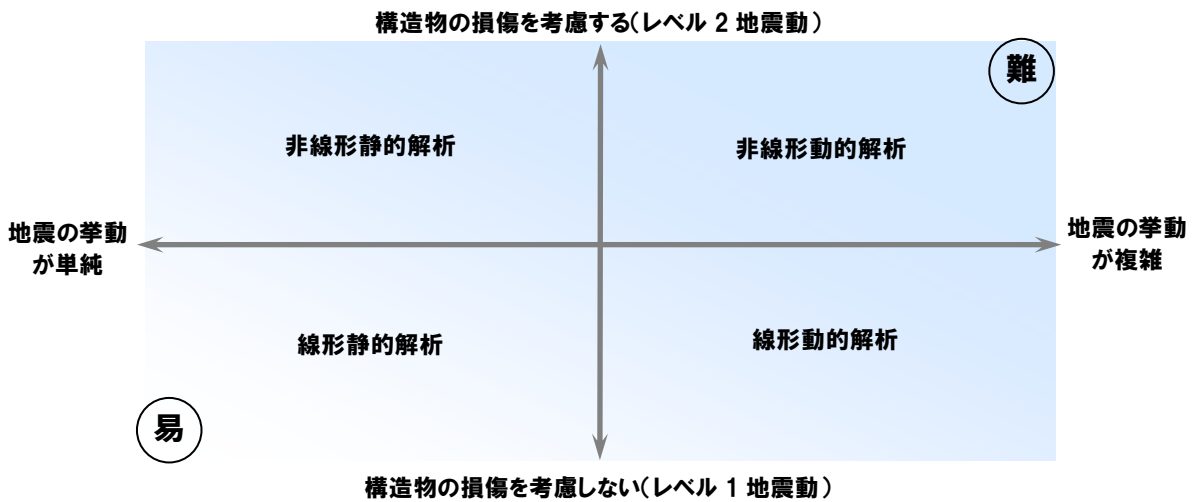 構造物の損傷を考慮する(レベル 2 地震動)
難
非線形静的解析
非線形動的解析
地震の挙動
が単純
地震の挙動
が複雑
線形静的解析
線形動的解析
易
構造物の損傷を考慮しない(レベル 1 地震動)